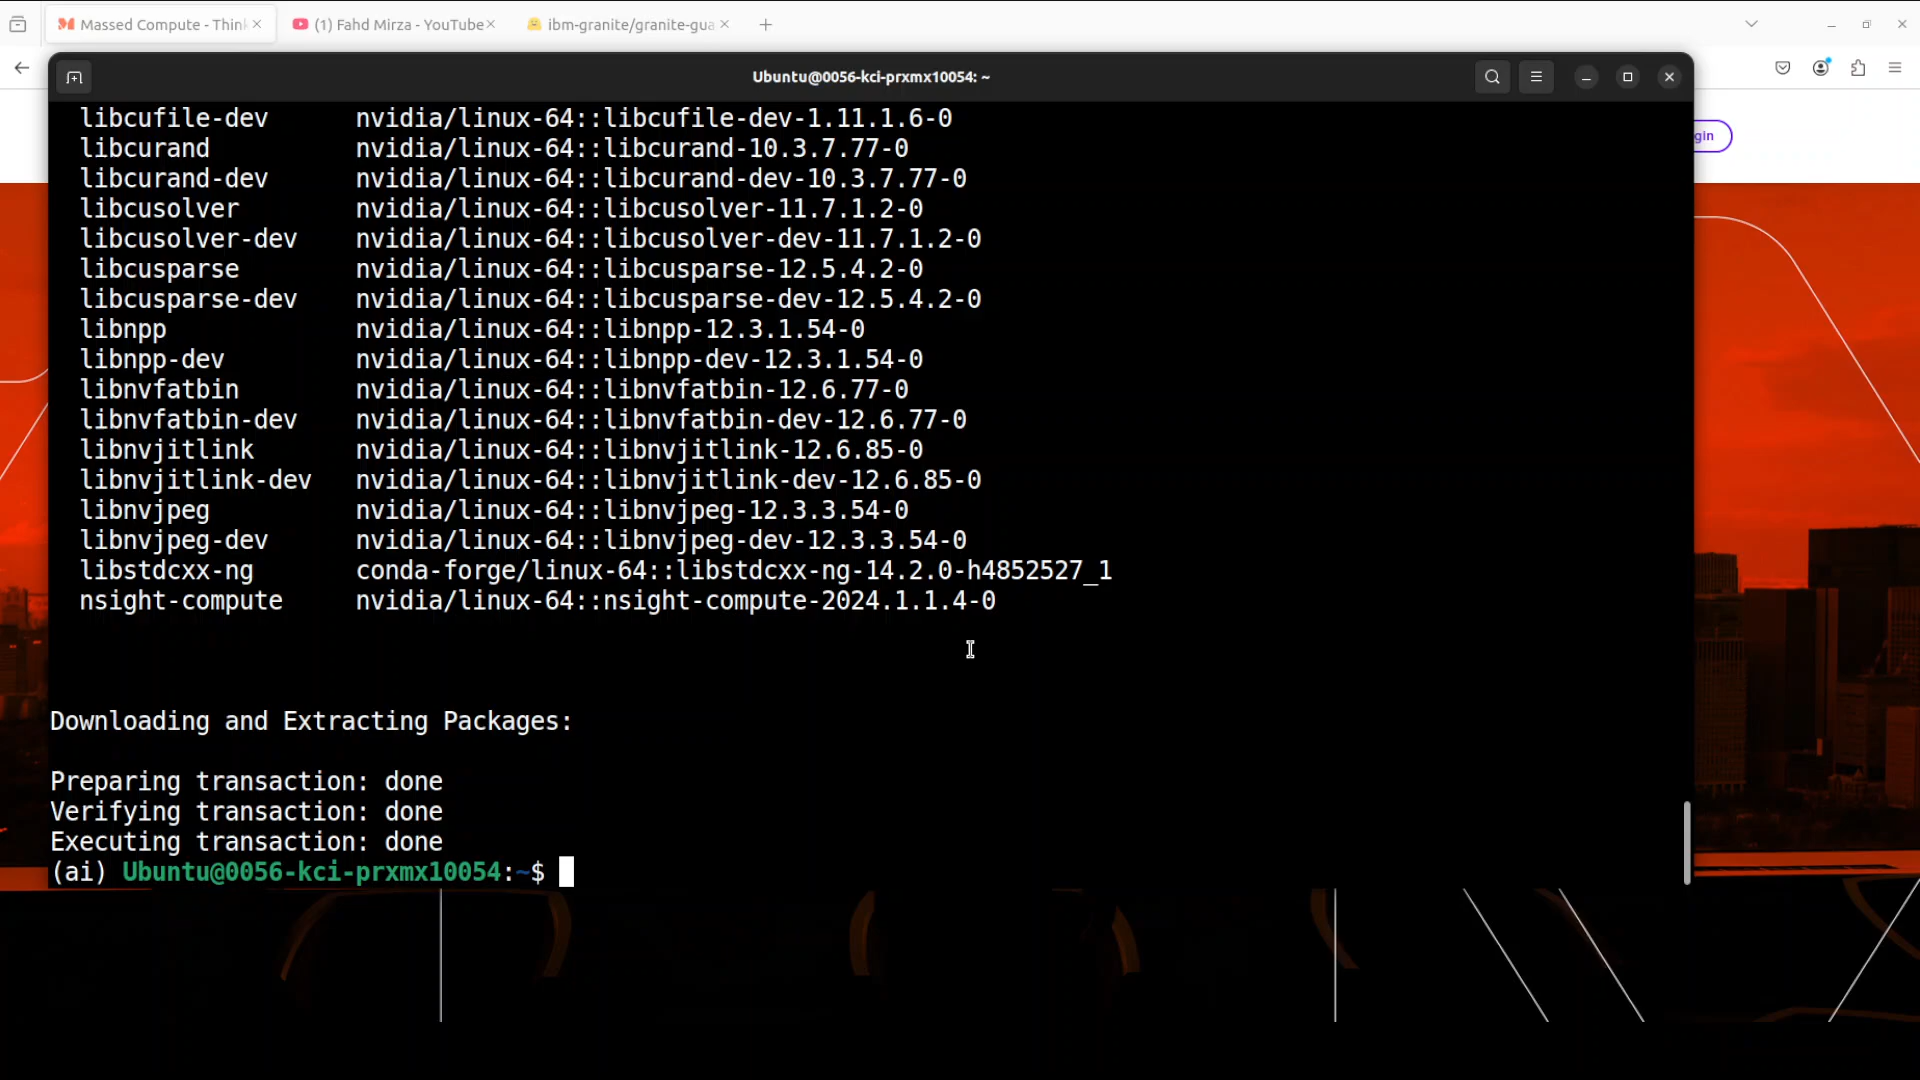 Massed Compute - Think
(1) Fahd Mirza - YouTube
ibm-granite/granite-gua
Ubuntu@0056-kci-prxmx10054: ~
gin
libcufile-dev nvidia/linux-64::libcufile-dev-1.11.1.6-0
libcurand nvidia/linux-64::libcurand-10.3.7.77-0
libcurand-dev nvidia/linux-64::libcurand-dev-10.3.7.77-0
libcusolver nvidia/linux-64::libcusolver-11.7.1.2-0
libcusolver-dev nvidia/linux-64::libcusolver-dev-11.7.1.2-0
libcusparse nvidia/linux-64::libcusparse-12.5.4.2-0
libcusparse-dev nvidia/linux-64::libcusparse-dev-12.5.4.2-0
libnpp nvidia/linux-64::libnpp-12.3.1.54-0
libnpp-dev nvidia/linux-64::libnpp-dev-12.3.1.54-0
libnvfatbin nvidia/linux-64::libnvfatbin-12.6.77-0
libnvfatbin-dev nvidia/linux-64::libnvfatbin-dev-12.6.77-0
libnvjitlink nvidia/linux-64::libnvjitlink-12.6.85-0
libnvjitlink-dev nvidia/linux-64::libnvjitlink-dev-12.6.85-0
libnvjpeg nvidia/linux-64::libnvjpeg-12.3.3.54-0
libnvjpeg-dev nvidia/linux-64::libnvjpeg-dev-12.3.3.54-0
libstdcxx-ng conda-forge/linux-64::libstdcxx-ng-14.2.0-h4852527_1
nsight-compute nvidia/linux-64::nsight-compute-2024.1.1.4-0
Downloading and Extracting Packages:
Preparing transaction: done
Verifying transaction: done
Executing transaction: done
(ai) Ubuntu@0056-kci-prxmx10054:~$